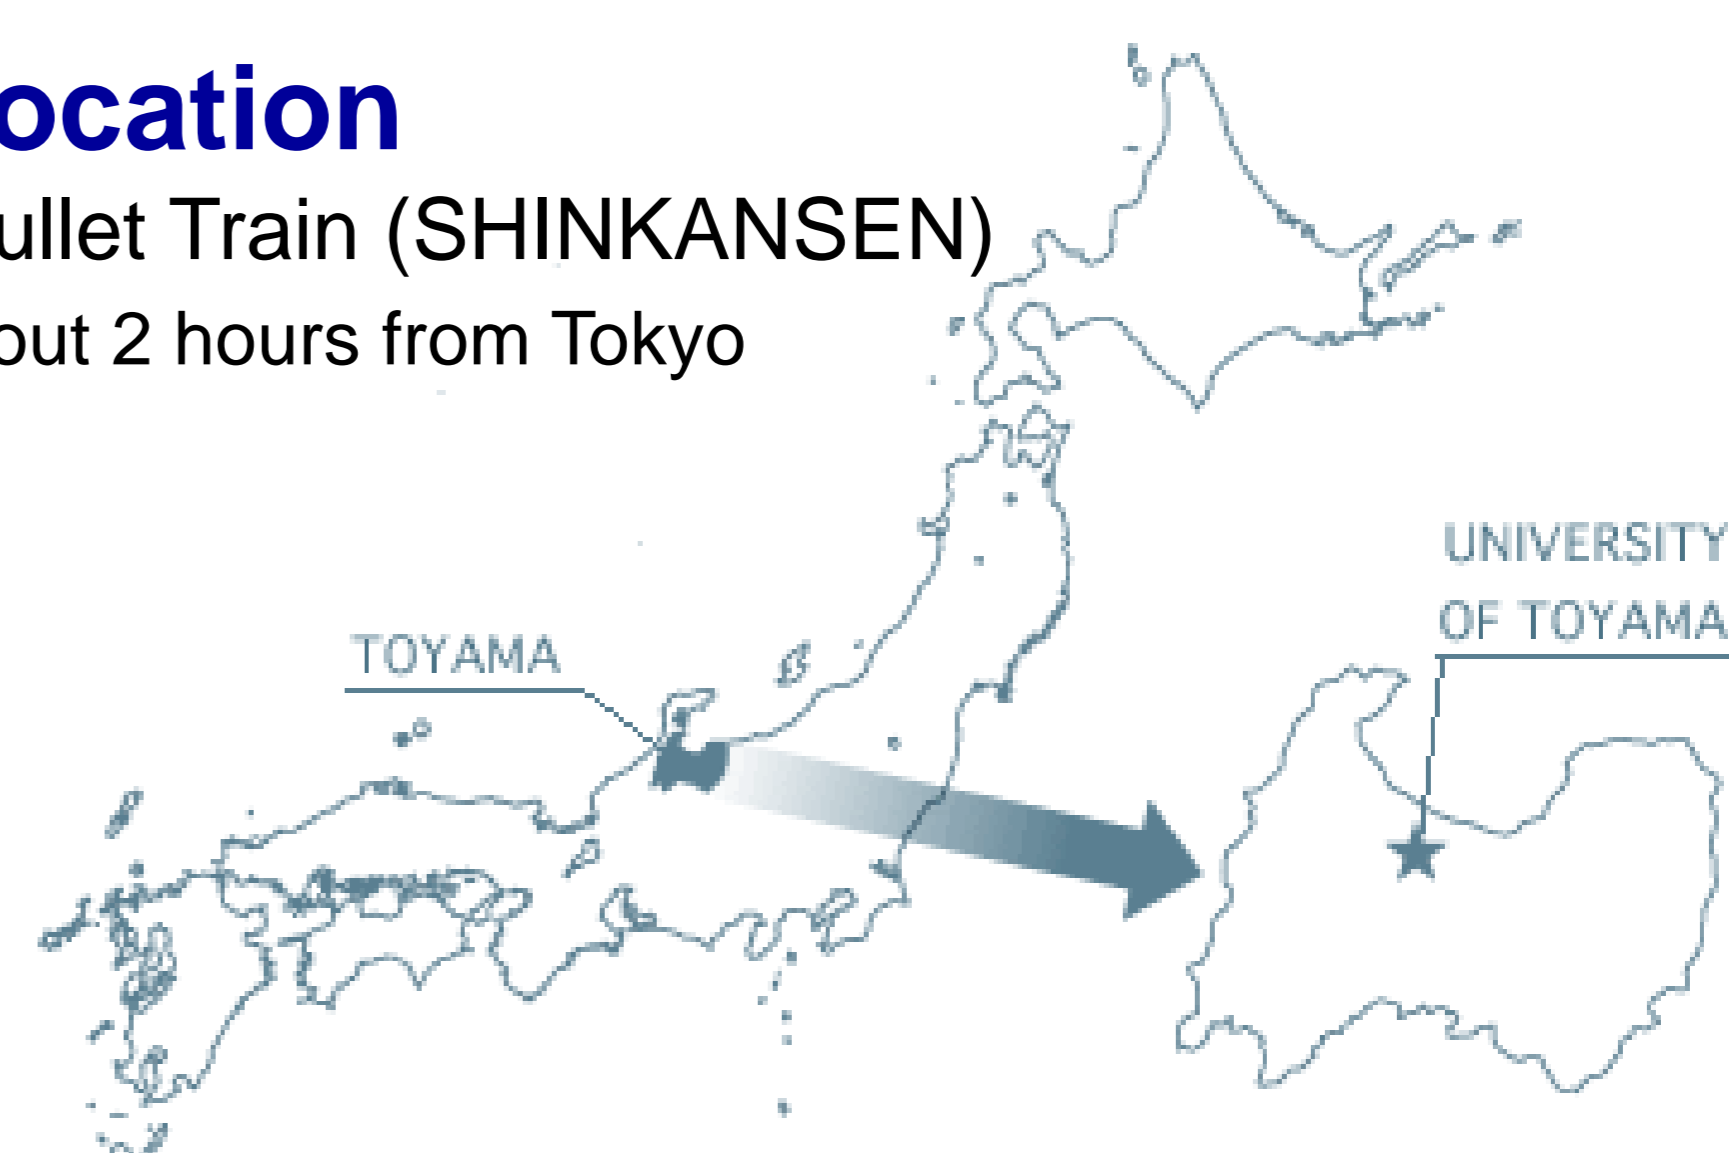 ocation
ullet Train (SHINKANSEN)
out 2 hours from Tokyo
TOYAMA
UNIVERSITY
OF TOYAMA